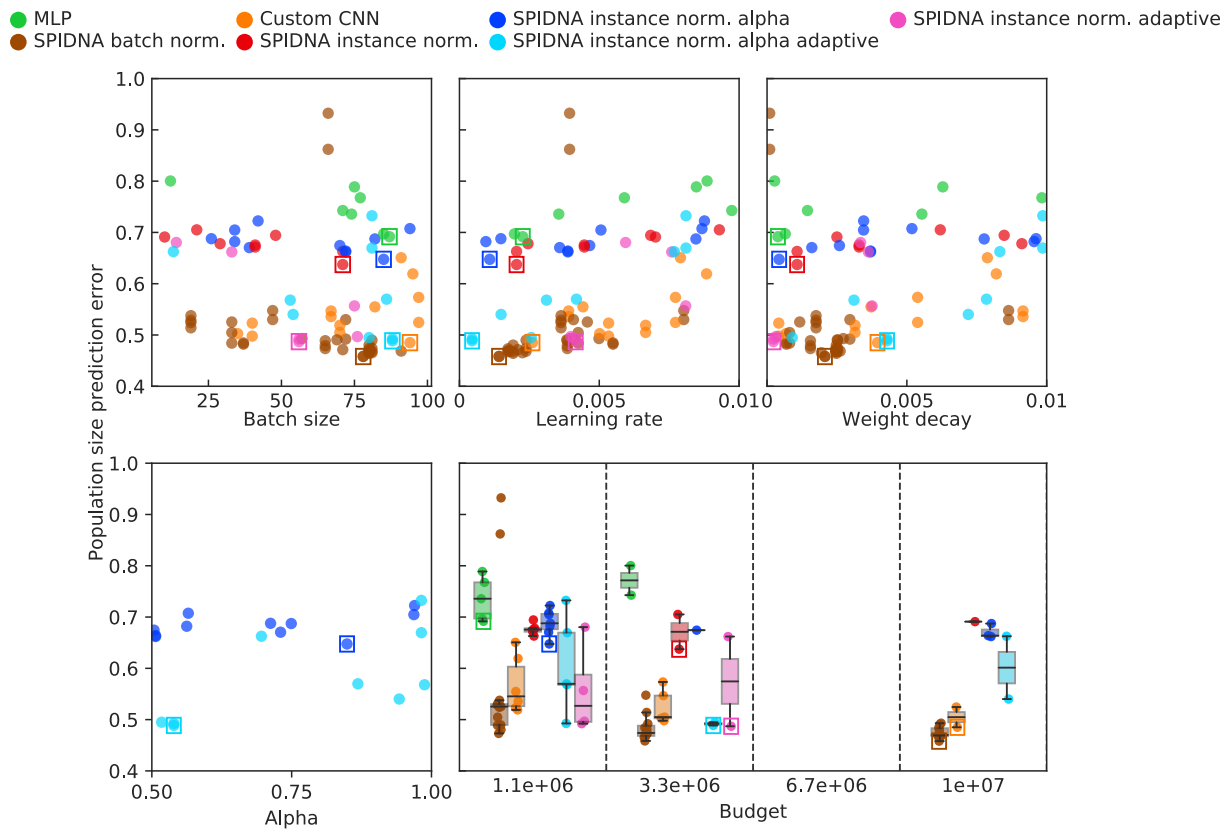 MLP Custom CNN SPIDNA instance norm. alpha SPIDNA instance norm. adaptive
SPIDNA batch norm. SPIDNA instance norm. SPIDNA instance norm. alpha adaptive
Population size prediction error
1.0
0.9
0.8
0.7
0.6
0.5
0.4
25 50 75 100 0 0.005 0.010 0 0.005 0.01
Batch size Learning rate Weight decay
1.0
0.9
0.8
0.7
0.6
0.5
0.4
0.50 0.75 1.00 1.1e+06 3.3e+06 6.7e+06 1e+07
Alpha Budget